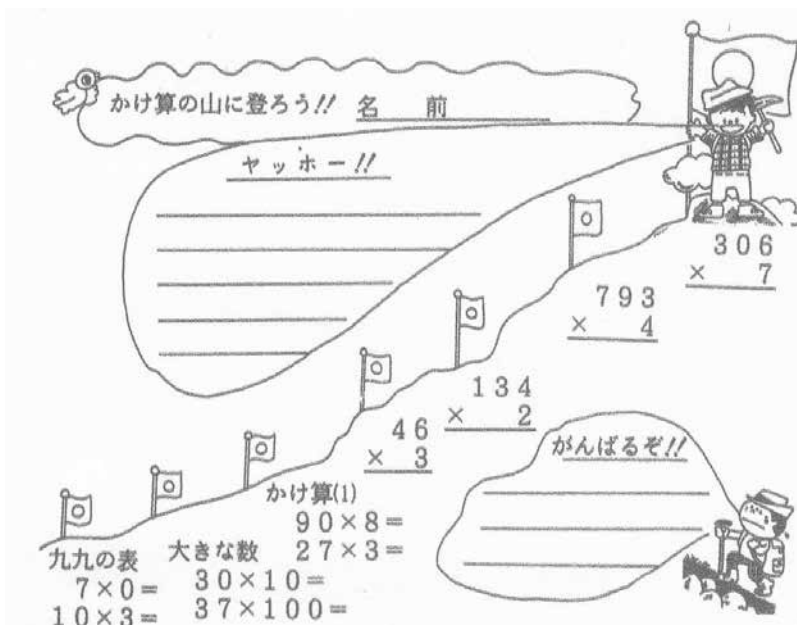 かけ算の山に登ろう!! 名 前
ヤッホー!!
306
× 7
793
× 4
134
× 2
46
× 3
がんばるぞ!!
かけ算(1)
90×8=
27×3=
大きな数
30×10=
37×100=
九九の表
7×0=
10×3=